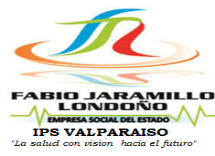 FABIO JARAMILLO
LONDOÑO
EMPRESA SOCIAL DEL ESTADO
IPS VALPARAISO
"La salud con vision hacia el futuro"